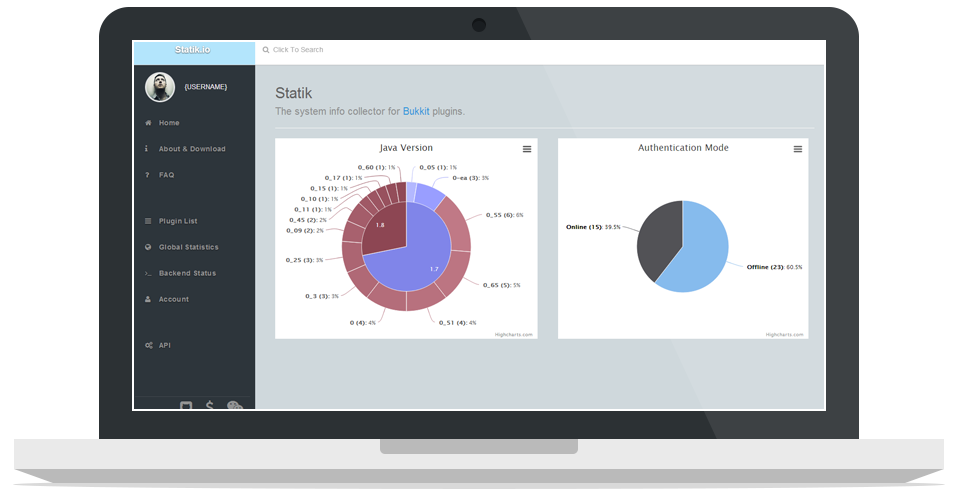 Statik.io
Click To Search
{USERNAME}
Home
About & Download
FAQ
Plugin List
Global Statistics
Backend Status
Account
API
Statik
The system info collector for Bukkit plugins.
Java Version
0_60 (1): 1%
0_17 (1): 1%
0_15 (1): 1%
0_10 (1): 1%
0_11 (1): 1%
0_45 (2): 2%
0_09 (2): 2%
0_25 (3): 3%
0_3 (3): 3%
0 (4): 4%
0_05 (1): 1%
0-ea (3): 3%
0_55 (6): 6%
0_65 (5): 5%
0_51 (4): 4%
1.8
1.7
Highcharts.com
Authentication Mode
Online (15): 39.5%
Offline (23): 60.5%
Highcharts.com